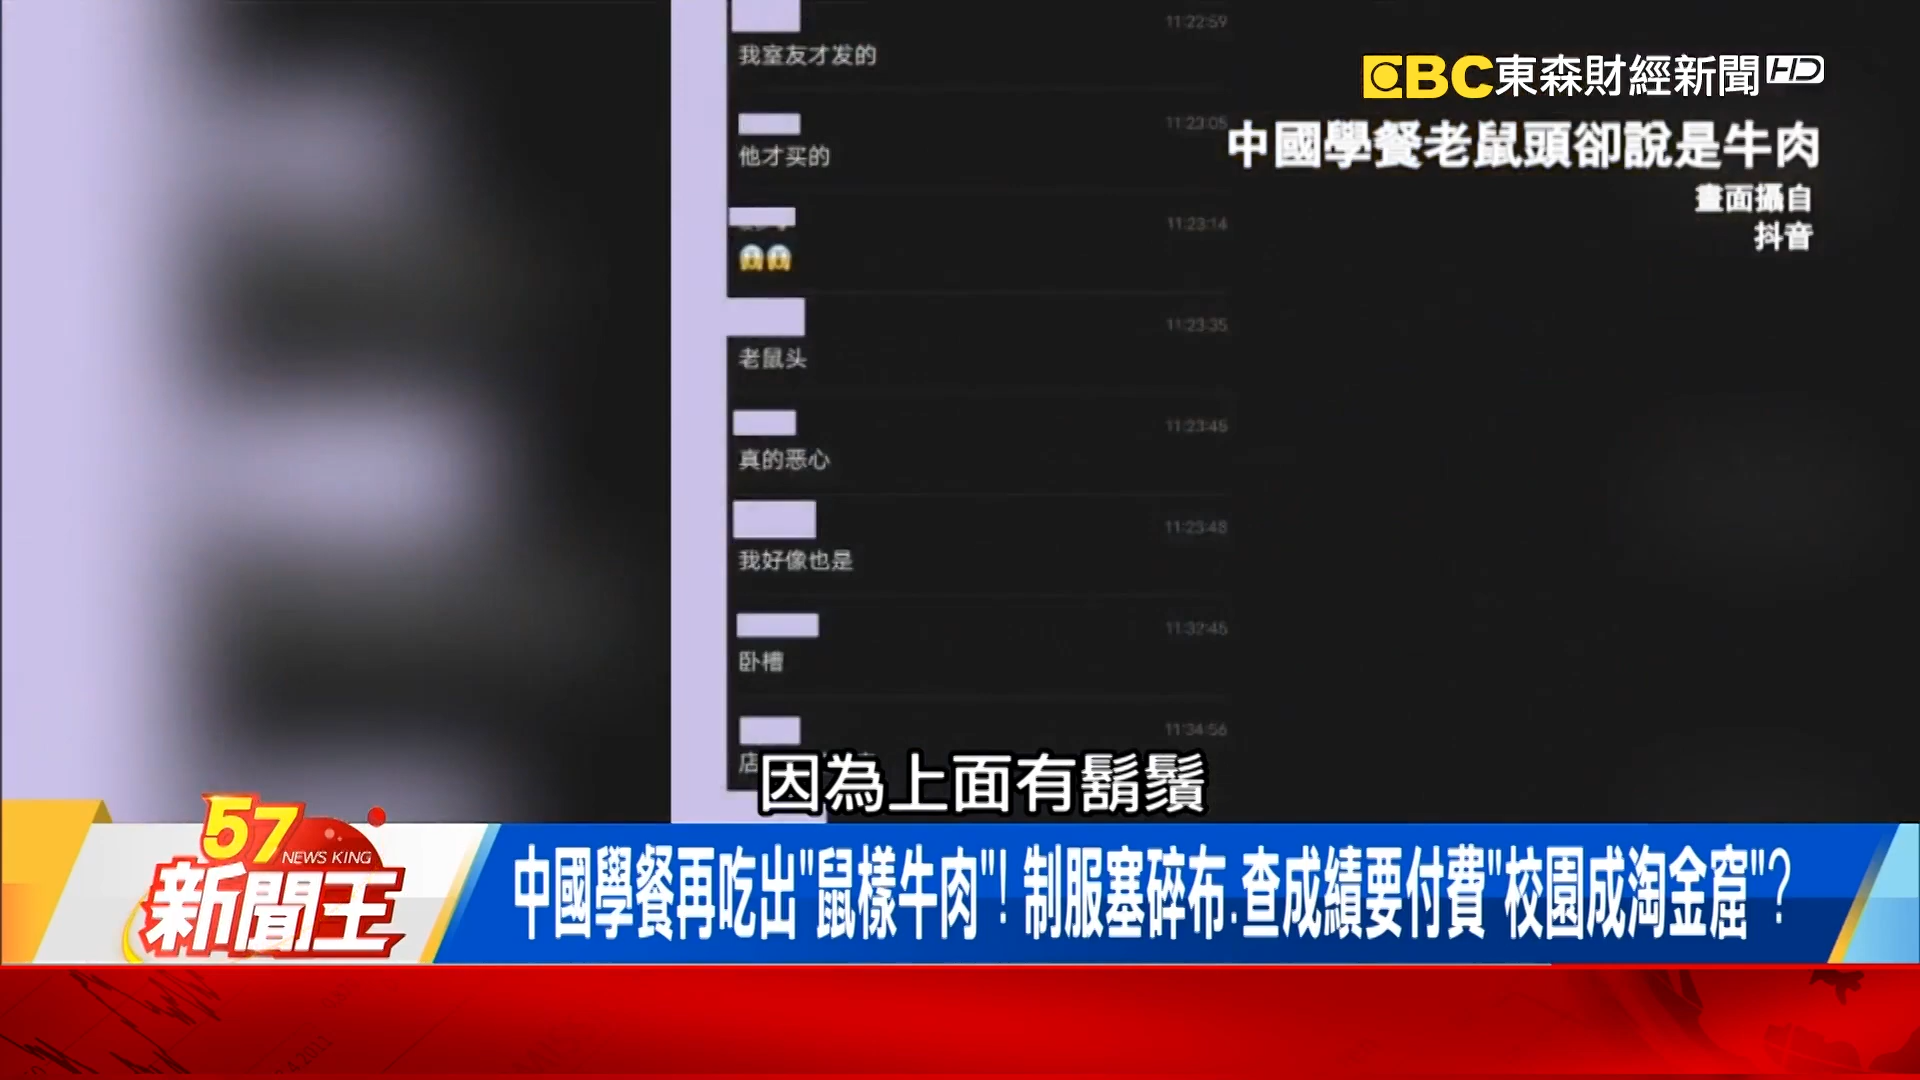 11:22:59
我室友才发的
EBC東森財經新聞HD
11:23:05
他才买的
中國學餐老鼠頭卻說是牛肉
畫面攝自
抖音
11:23:14
11:23:35
老鼠头
11:23:45
真的恶心
11:23:48
我好像也是
11:32:45
卧槽
11:34:56
店
因為上面有鬍鬚
57
NEWS KING
新聞王
中國學餐再吃出"鼠樣牛肉"! 制服塞碎布.查成績要付費"校園成淘金窟"?